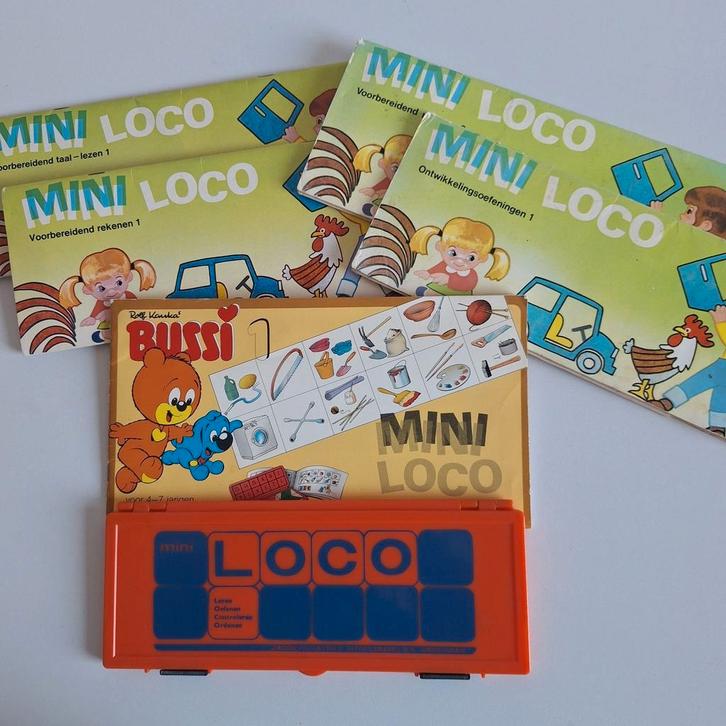 MINI LOCO
Voorbereidend taal-lezen 1
MINI LOCO
Voorbereidend
MINI LOCO
Voorbereidend rekenen 1
MINI LOCO
Ontwikkelingsoefeningen 1
Rolf Kauka's
BUSSI 1
MINI
LOCO
voor 4-7 jarigen
mini LOCO
Leren
Oefenen
Controleren
Ordenen